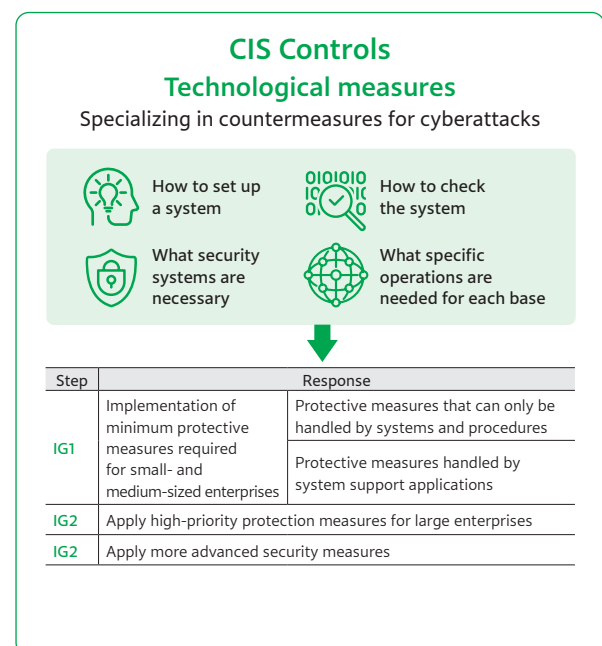 CIS Controls
Technological measures
Specializing in countermeasures for cyberattacks
How to set up
a system
How to check
the system
What security
systems are
necessary
What specific
operations are
needed for each base
Step
Response
IG1
Implementation of
minimum protective
measures required
for small- and
medium-sized enterprises
Protective measures that can only be
handled by systems and procedures
Protective measures handled by
system support applications
IG2
Apply high-priority protection measures for large enterprises
IG2
Apply more advanced security measures